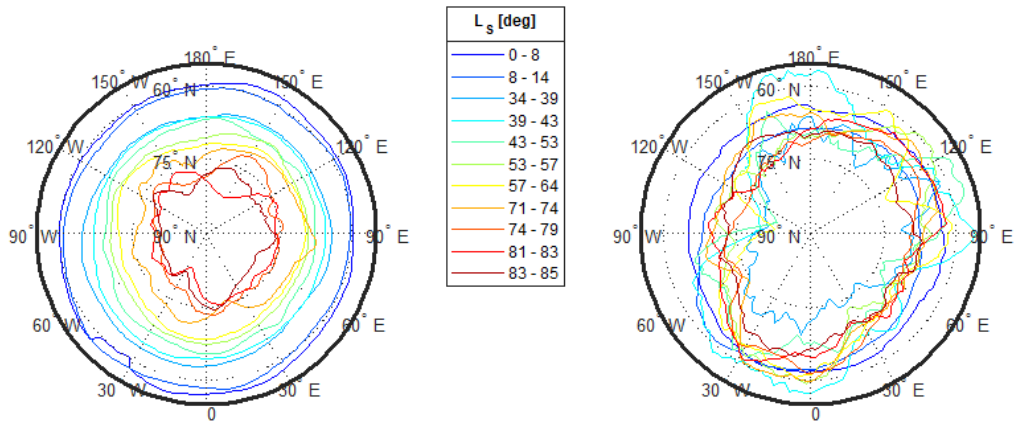 180° E
150° W
60° N
150° E
120° W
75° N
120° E
90° W
90° N
90° E
60° W
60° E
30° W
30° E
0
L_S [deg]
0 - 8
8 - 14
34 - 39
39 - 43
43 - 53
53 - 57
57 - 64
71 - 74
74 - 79
81 - 83
83 - 85
180° E
150° W
60° N
150° E
120° W
75° N
120° E
90° W
90° N
90° E
60° W
60° E
30° W
30° E
0